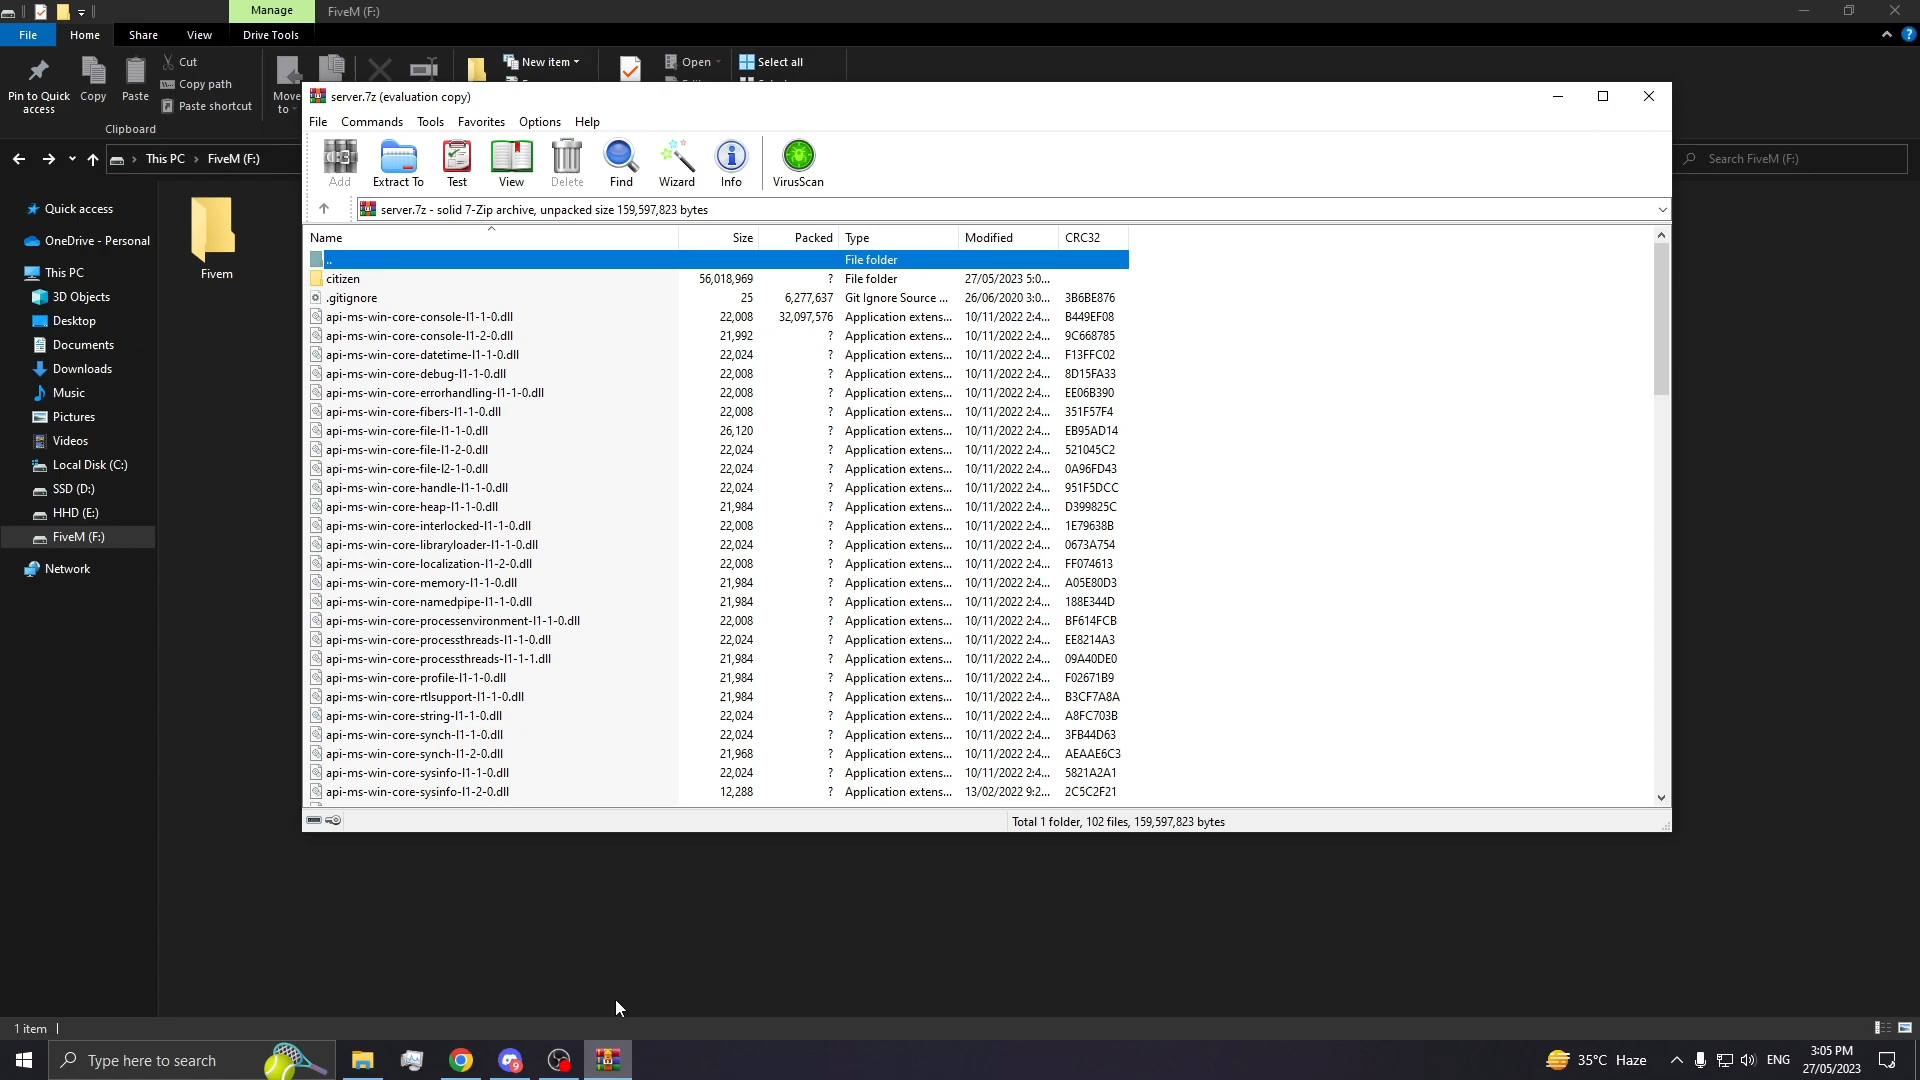 Manage
FiveM (F:)
File
Home
Share
View
Drive Tools
Pin to Quick access
Copy
Paste
Cut
Copy path
Paste shortcut
Clipboard
Move to
New item
Open
Select all
This PC
FiveM (F:)
Search FiveM (F:)
Quick access
OneDrive - Personal
This PC
3D Objects
Desktop
Documents
Downloads
Music
Pictures
Videos
Local Disk (C:)
SSD (D:)
HHD (E:)
FiveM (F:)
Network
Fivem
server.7z (evaluation copy)
File Commands Tools Favorites Options Help
Add
Extract To
Test
View
Delete
Find
Wizard
Info
VirusScan
server.7z - solid 7-Zip archive, unpacked size 159,597,823 bytes
Name Size Packed Type Modified CRC32
.. File folder
citizen 56,018,969 ? File folder 27/05/2023 5:0...
.gitignore 25 6,277,637 Git Ignore Source ... 26/06/2020 3:0... 3B6BE876
api-ms-win-core-console-l1-1-0.dll 22,008 32,097,576 Application extens... 10/11/2022 2:4... B449EF08
api-ms-win-core-console-l1-2-0.dll 21,992 ? Application extens... 10/11/2022 2:4... 9C668785
api-ms-win-core-datetime-l1-1-0.dll 22,024 ? Application extens... 10/11/2022 2:4... F13FFC02
api-ms-win-core-debug-l1-1-0.dll 22,008 ? Application extens... 10/11/2022 2:4... 8D15FA33
api-ms-win-core-errorhandling-l1-1-0.dll 22,008 ? Application extens... 10/11/2022 2:4... EE06B390
api-ms-win-core-fibers-l1-1-0.dll 22,008 ? Application extens... 10/11/2022 2:4... 351F57F4
api-ms-win-core-file-l1-1-0.dll 26,120 ? Application extens... 10/11/2022 2:4... EB95AD14
api-ms-win-core-file-l1-2-0.dll 22,024 ? Application extens... 10/11/2022 2:4... 521045C2
api-ms-win-core-file-l2-1-0.dll 22,024 ? Application extens... 10/11/2022 2:4... 0A96FD43
api-ms-win-core-handle-l1-1-0.dll 22,024 ? Application extens... 10/11/2022 2:4... 951F5DCC
api-ms-win-core-heap-l1-1-0.dll 21,984 ? Application extens... 10/11/2022 2:4... D399825C
api-ms-win-core-interlocked-l1-1-0.dll 22,008 ? Application extens... 10/11/2022 2:4... 1E79638B
api-ms-win-core-libraryloader-l1-1-0.dll 22,024 ? Application extens... 10/11/2022 2:4... 0673A754
api-ms-win-core-localization-l1-2-0.dll 22,008 ? Application extens... 10/11/2022 2:4... FF074613
api-ms-win-core-memory-l1-1-0.dll 21,984 ? Application extens... 10/11/2022 2:4... A05E80D3
api-ms-win-core-namedpipe-l1-1-0.dll 21,984 ? Application extens... 10/11/2022 2:4... 188E344D
api-ms-win-core-processenvironment-l1-1-0.dll 22,008 ? Application extens... 10/11/2022 2:4... BF614FCB
api-ms-win-core-processthreads-l1-1-0.dll 22,024 ? Application extens... 10/11/2022 2:4... EE8214A3
api-ms-win-core-processthreads-l1-1-1.dll 21,984 ? Application extens... 10/11/2022 2:4... 09A40DE0
api-ms-win-core-profile-l1-1-0.dll 21,984 ? Application extens... 10/11/2022 2:4... F02671B9
api-ms-win-core-rtlsupport-l1-1-0.dll 21,984 ? Application extens... 10/11/2022 2:4... B3CF7A8A
api-ms-win-core-string-l1-1-0.dll 22,024 ? Application extens... 10/11/2022 2:4... A8FC703B
api-ms-win-core-synch-l1-1-0.dll 22,024 ? Application extens... 10/11/2022 2:4... 3FB44D63
api-ms-win-core-synch-l1-2-0.dll 21,968 ? Application extens... 10/11/2022 2:4... AEAAE6C3
api-ms-win-core-sysinfo-l1-1-0.dll 22,024 ? Application extens... 10/11/2022 2:4... 5821A2A1
api-ms-win-core-sysinfo-l1-2-0.dll 12,288 ? Application extens... 13/02/2022 9:2... 2C5C2F21
Total 1 folder, 102 files, 159,597,823 bytes
1 item
Type here to search
35°C Haze
ENG
3:05 PM
27/05/2023